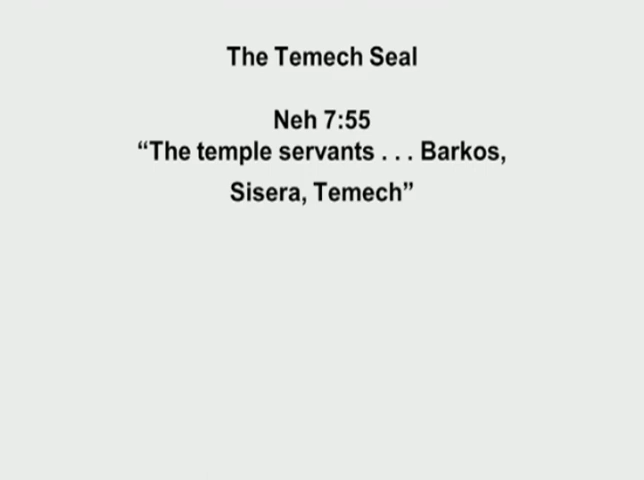 The Temech Seal
Neh 7:55
“The temple servants . . . Barkos,
Sisera, Temech”